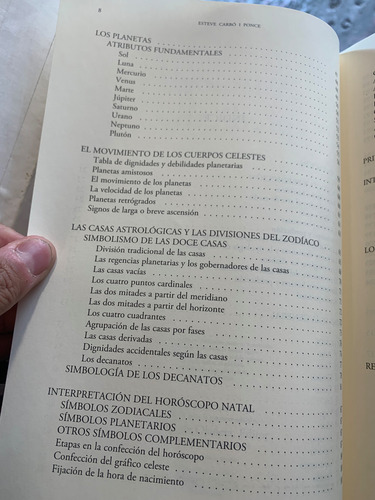 8
ESTEVE CARBÓ I PONCE
LOS PLANETAS
ATRIBUTOS FUNDAMENTALES
Sol
Luna
Mercurio
Venus
Marte
Júpiter
Saturno
Urano
Neptuno
Plutón
EL MOVIMIENTO DE LOS CUERPOS CELESTES
Tabla de dignidades y debilidades planetarias
Planetas amistosos
El movimiento de los planetas
La velocidad de los planetas
Planetas retrógrados
Signos de larga o breve ascensión
LAS CASAS ASTROLÓGICAS Y LAS DIVISIONES DEL ZODÍACO
SIMBOLISMO DE LAS DOCE CASAS
División tradicional de las casas
Las regencias planetarias y los gobernadores de las casas
Las casas vacías
Los cuatro puntos cardinales
Las dos mitades a partir del meridiano
Las dos mitades a partir del horizonte
Los cuatro cuadrantes
Agrupación de las casas por fases
Las casas derivadas
Dignidades accidentales según las casas
Los decanatos
SIMBOLOGÍA DE LOS DECANATOS
INTERPRETACIÓN DEL HORÓSCOPO NATAL
SÍMBOLOS ZODIACALES
SÍMBOLOS PLANETARIOS
OTROS SÍMBOLOS COMPLEMENTARIOS
Etapas en la confección del horóscopo
Confección del gráfico celeste
Fijación de la hora de nacimiento